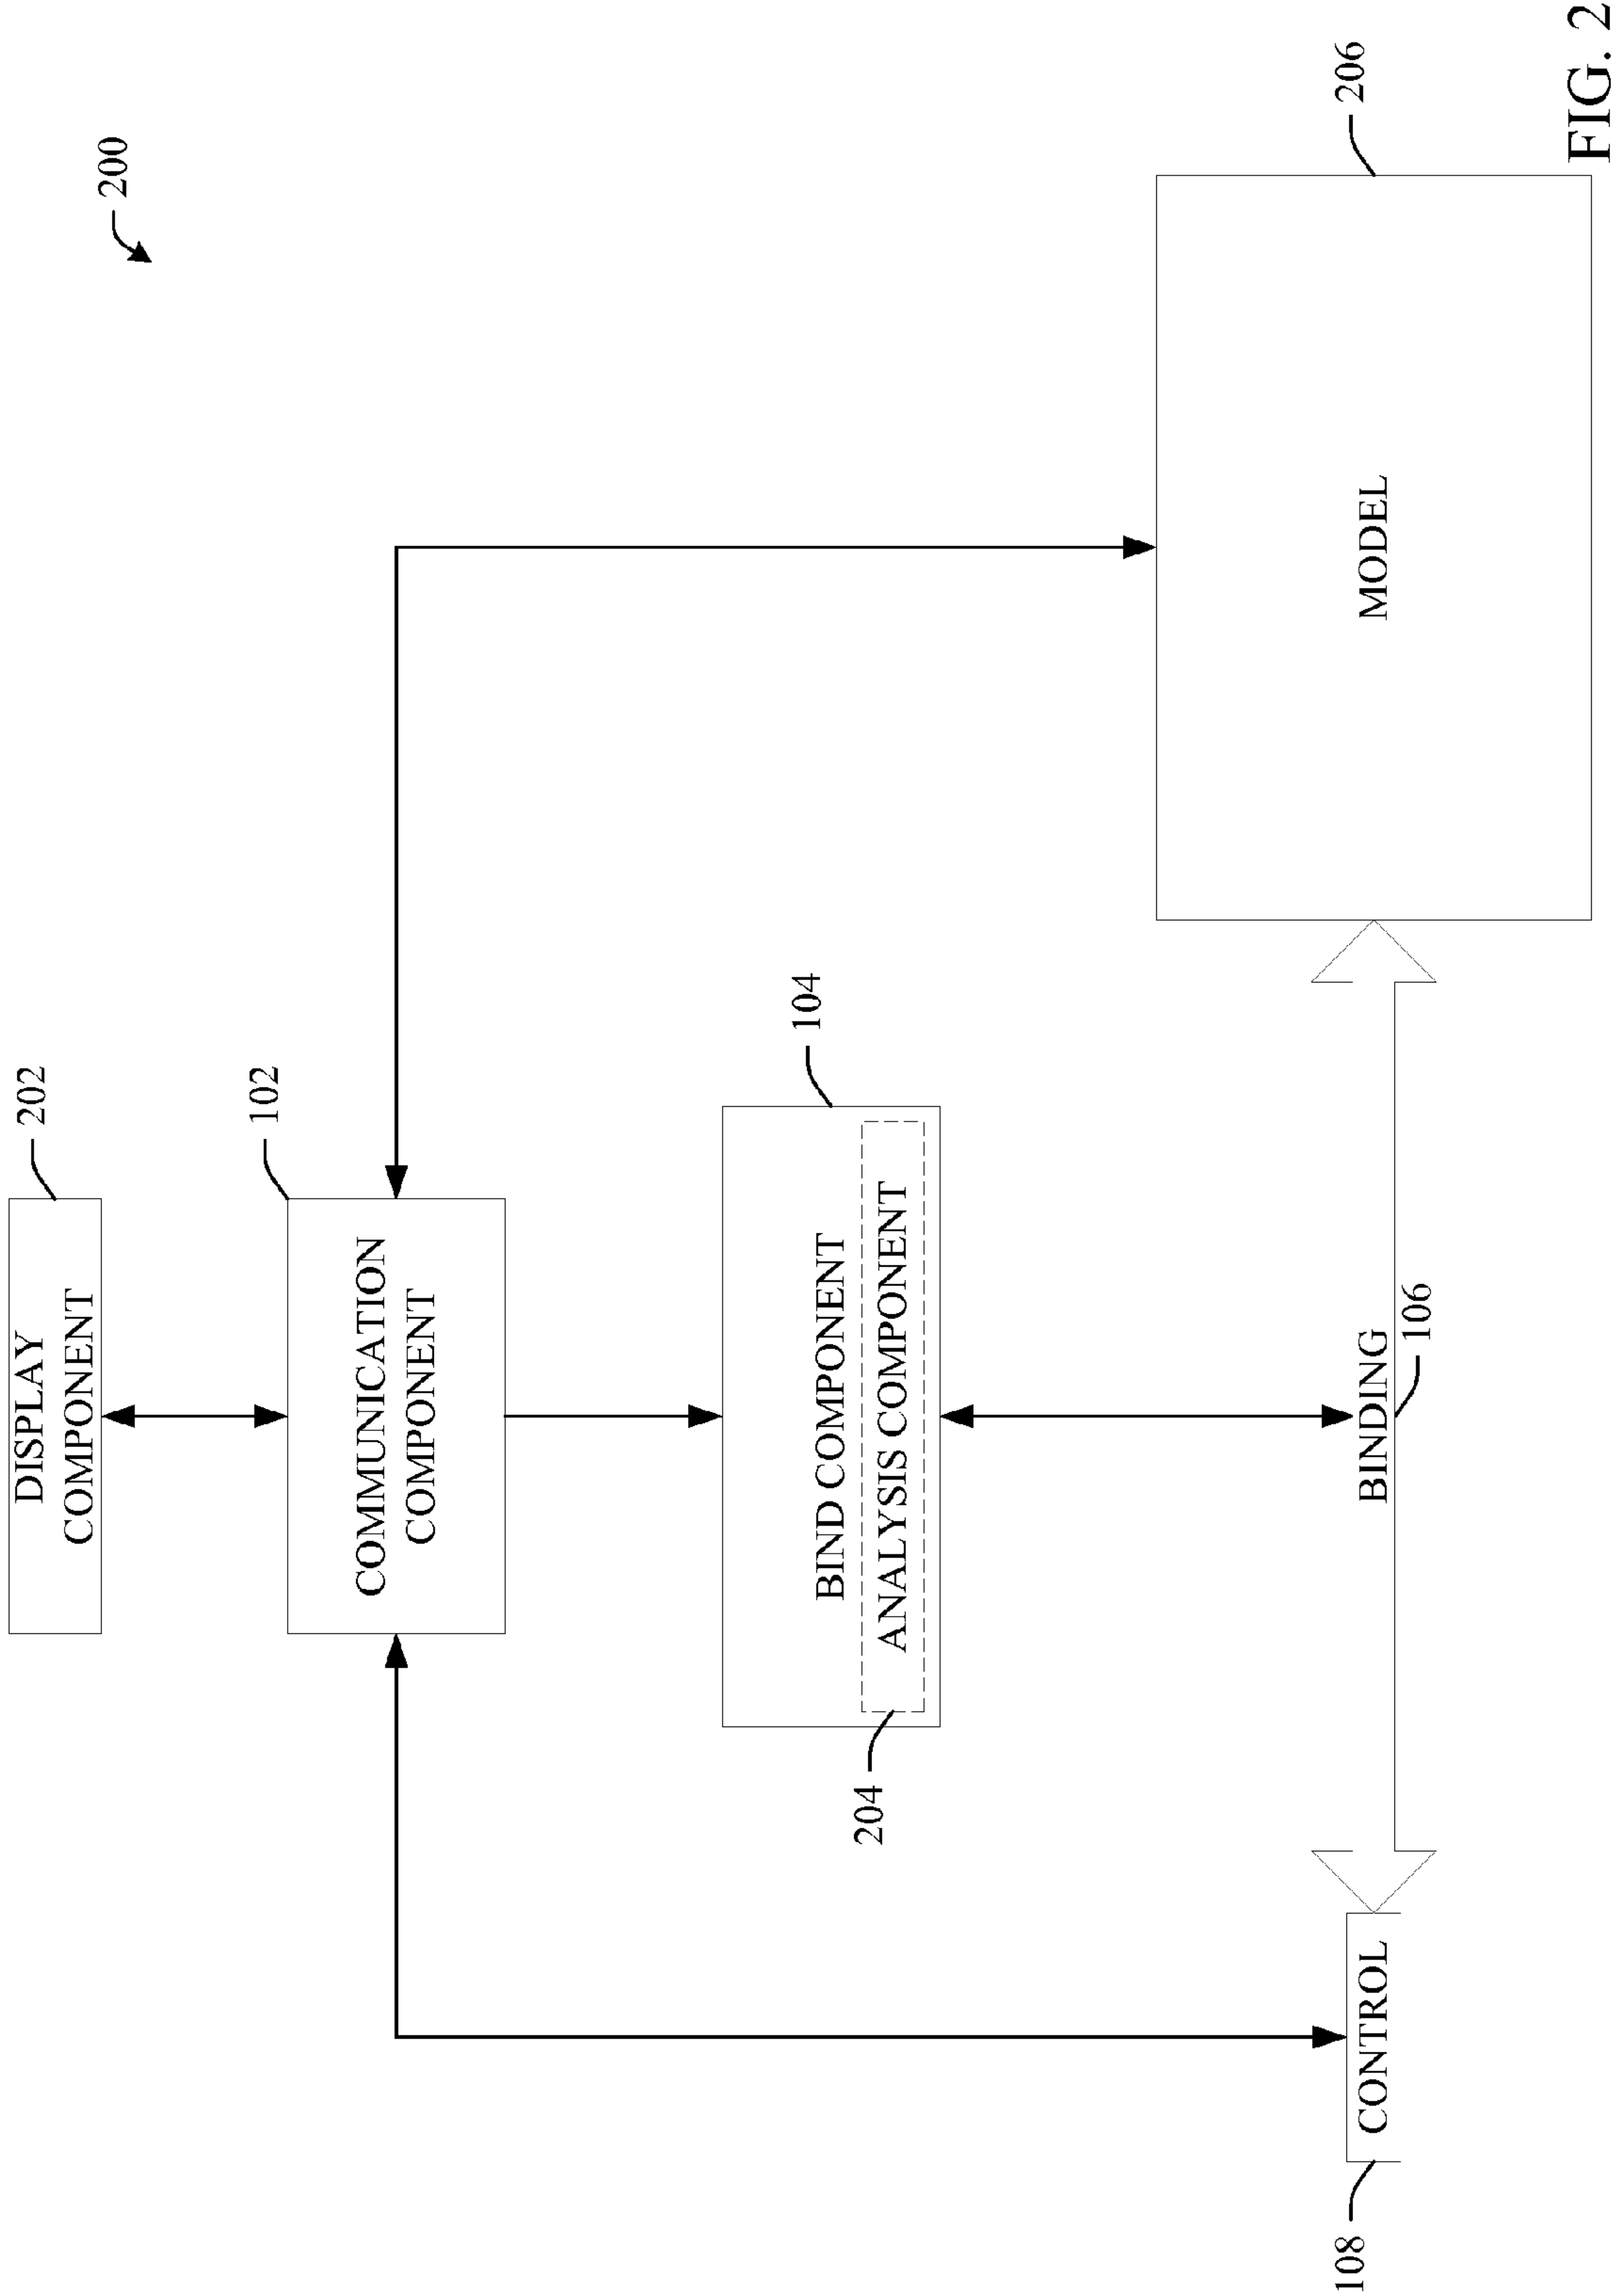 200
DISPLAY
COMPONENT
202
COMMUNICATION
COMPONENT
102
BIND COMPONENT
104
ANALYSIS COMPONENT
204
BINDING
106
CONTROL
108
MODEL
206
FIG. 2